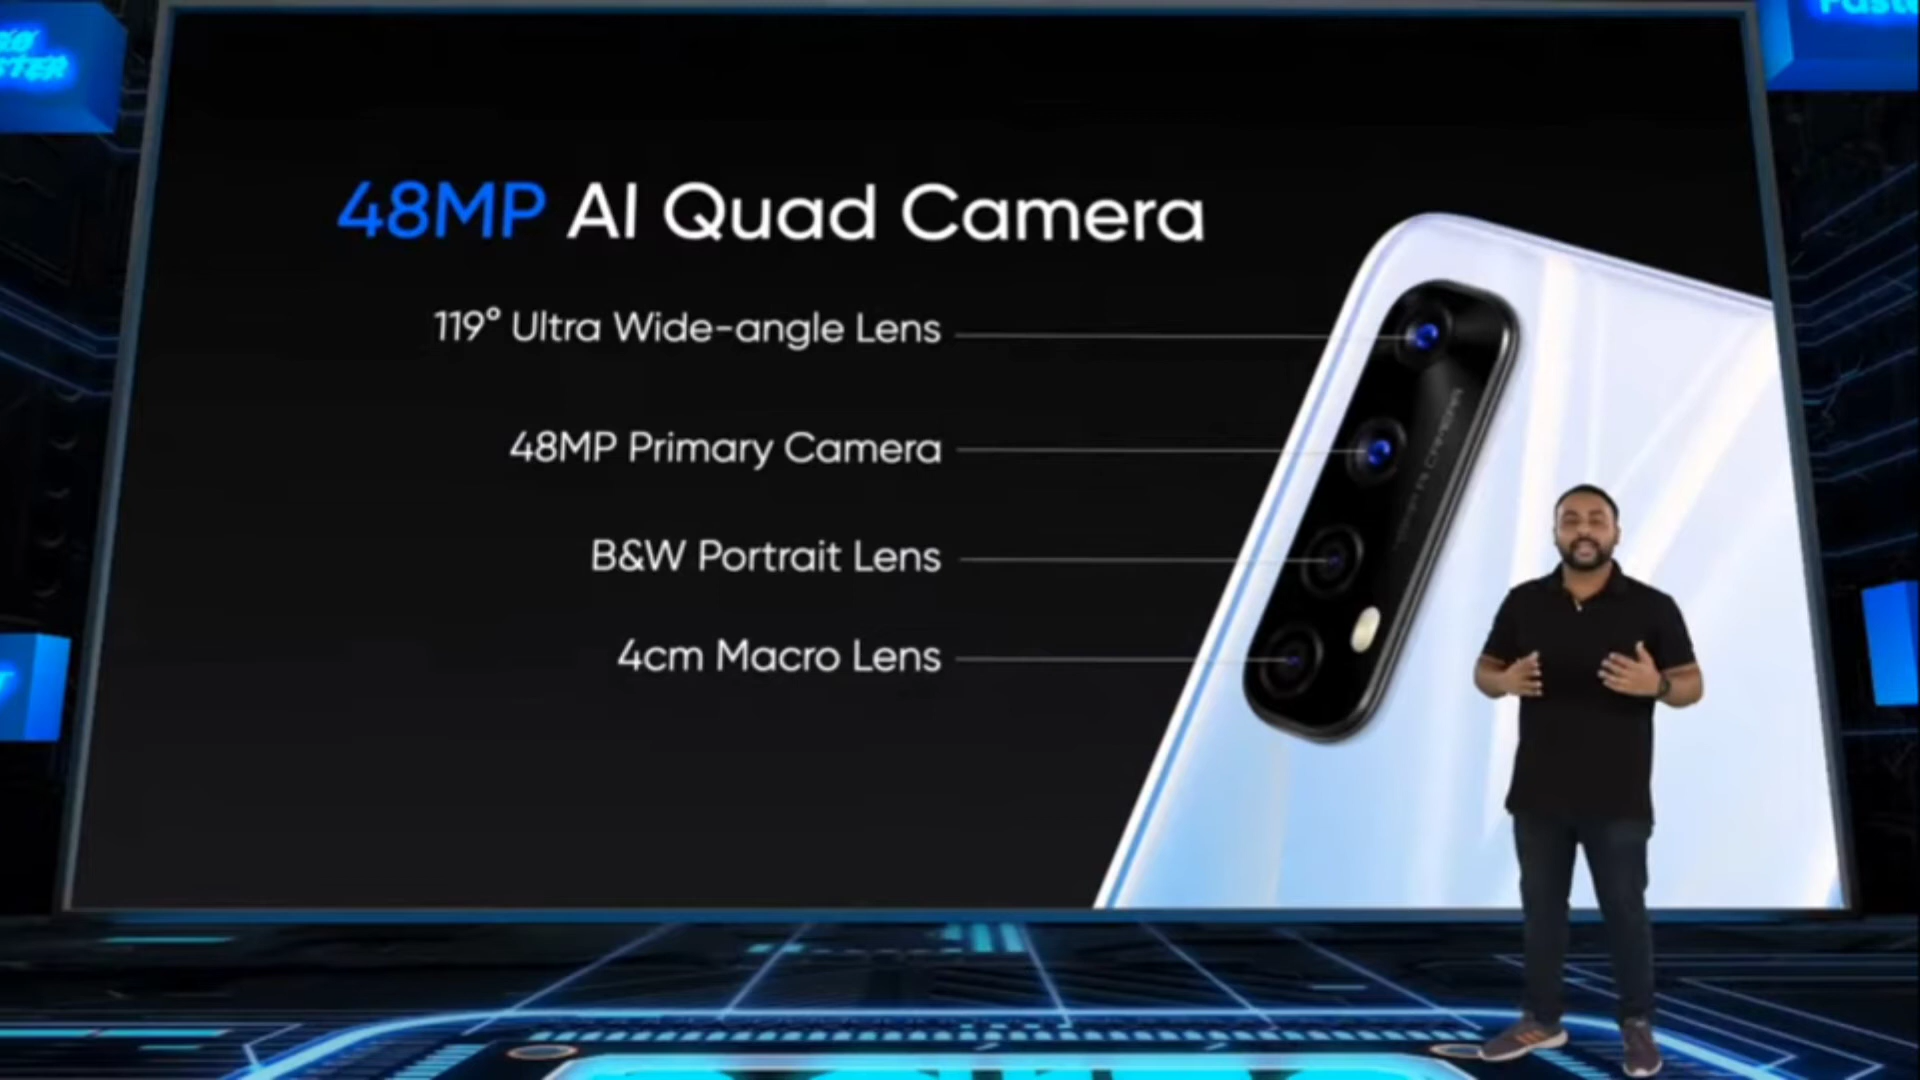 48MP AI Quad Camera
119° Ultra Wide-angle Lens
48MP Primary Camera
B&W Portrait Lens
4cm Macro Lens